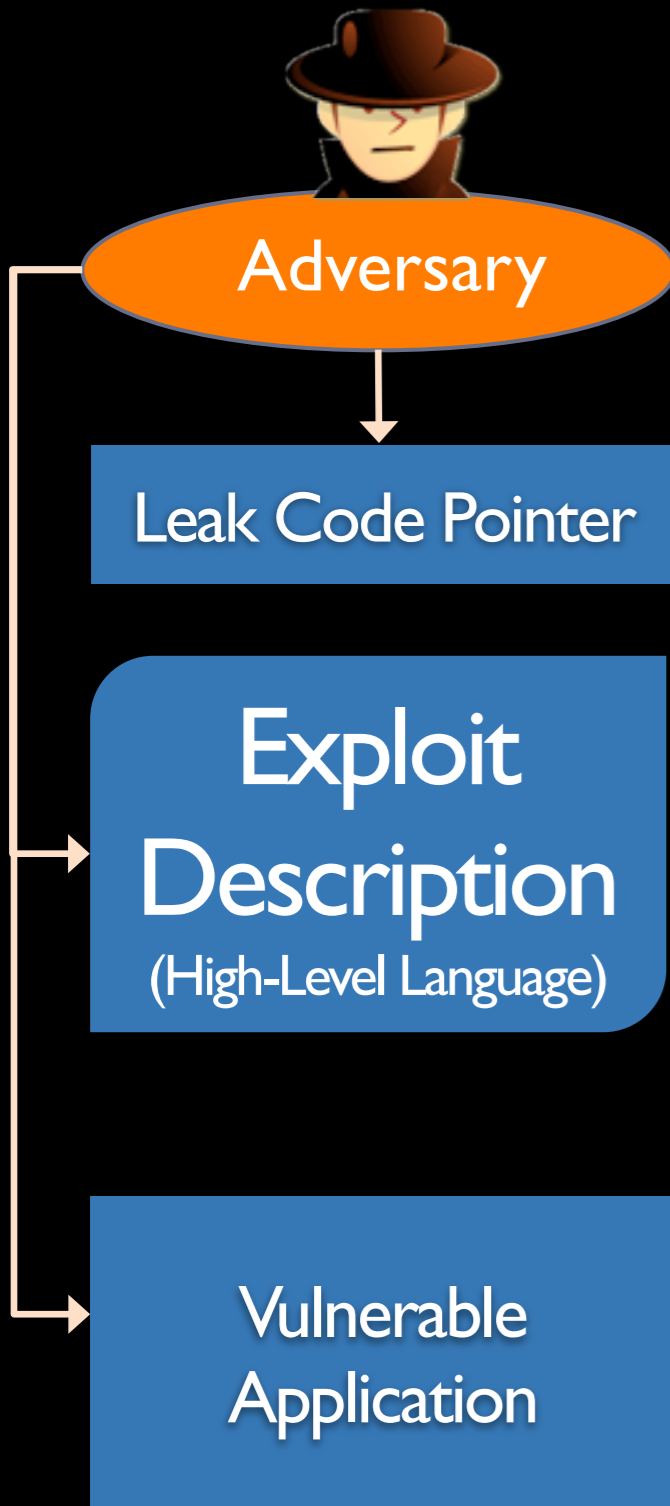 Adversary
Leak Code Pointer
Exploit
Description
(High-Level Language)
Vulnerable
Application